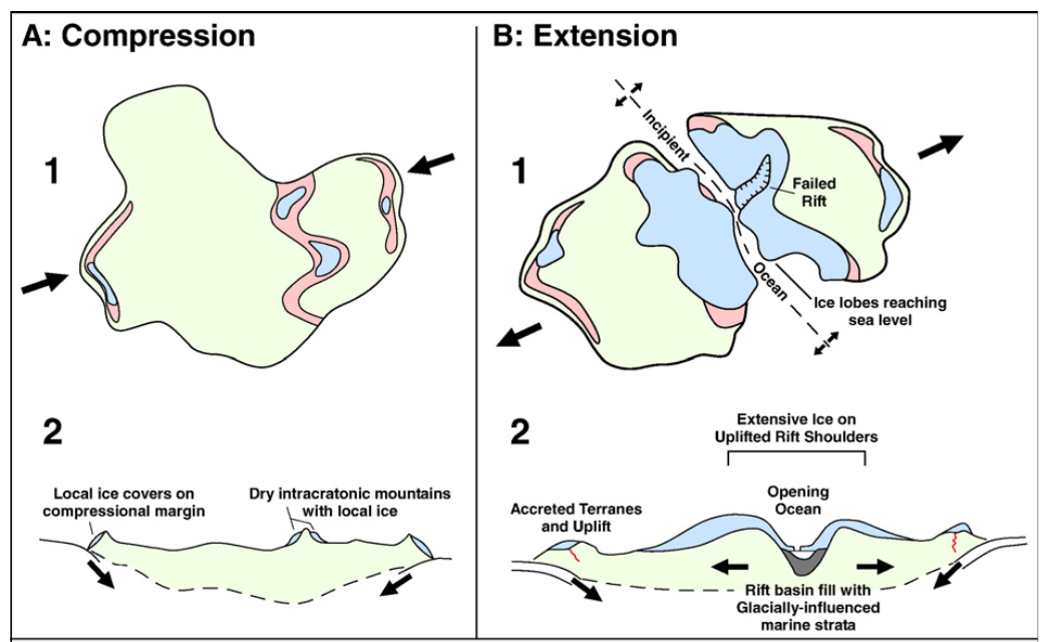 A: Compression
1
2
Local ice covers on
compressional margin
Dry intracratonic mountains
with local ice
B: Extension
1
Incipient
Ocean
Failed
Rift
Ice lobes reaching
sea level
2
Extensive Ice on
Uplifted Rift Shoulders
Accreted Terranes
and Uplift
Opening
Ocean
Rift basin fill with
Glacially-influenced
marine strata